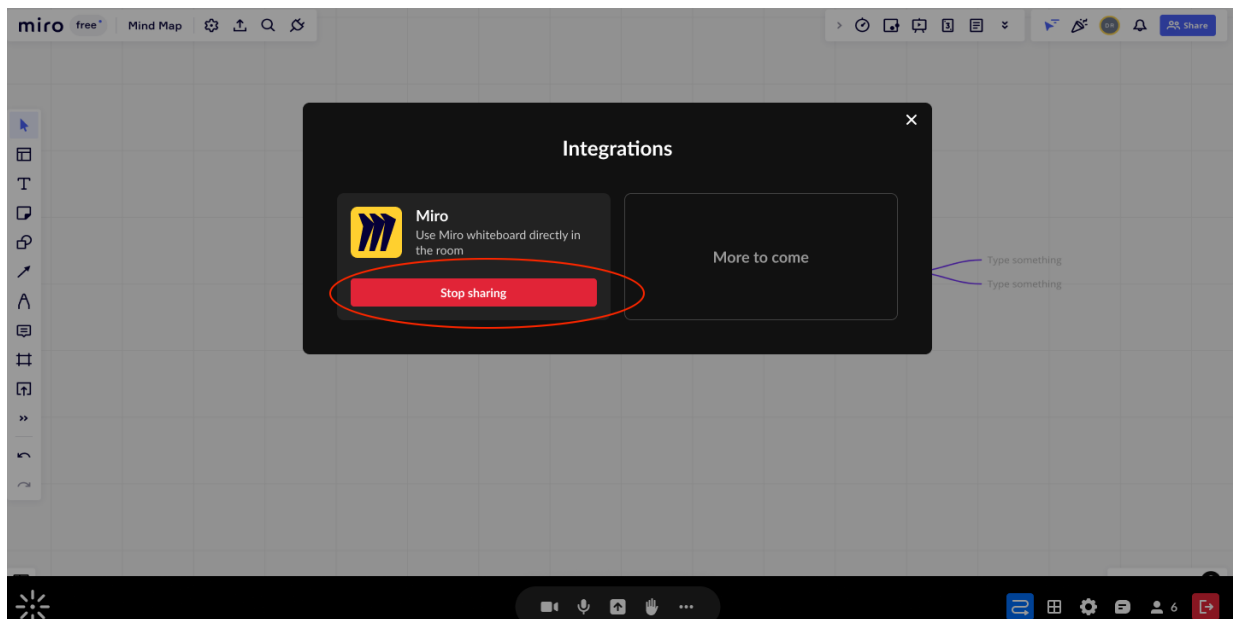 miro free Mind Map
Share
Integrations
Miro
Use Miro whiteboard directly in
the room
Stop sharing
More to come
Type something
Type something
6